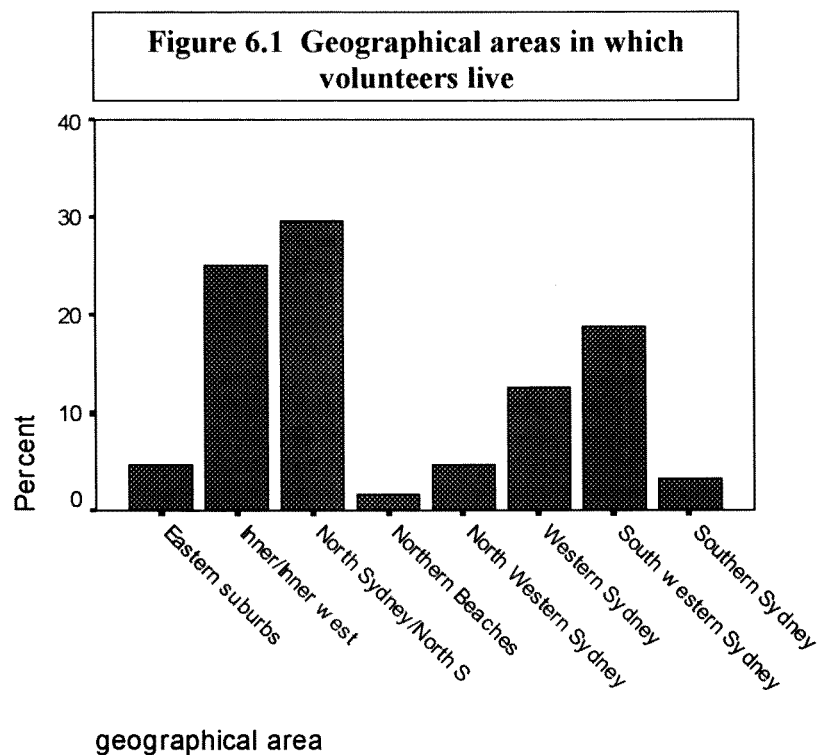 Figure 6.1 Geographical areas in which
volunteers live
40
30
20
10
0
Percent
Eastern suburbs
Inner/Inner west
North Sydney/North S
Northern Beaches
North Western Sydney
Western Sydney
South western Sydney
Southern Sydney
geographical area